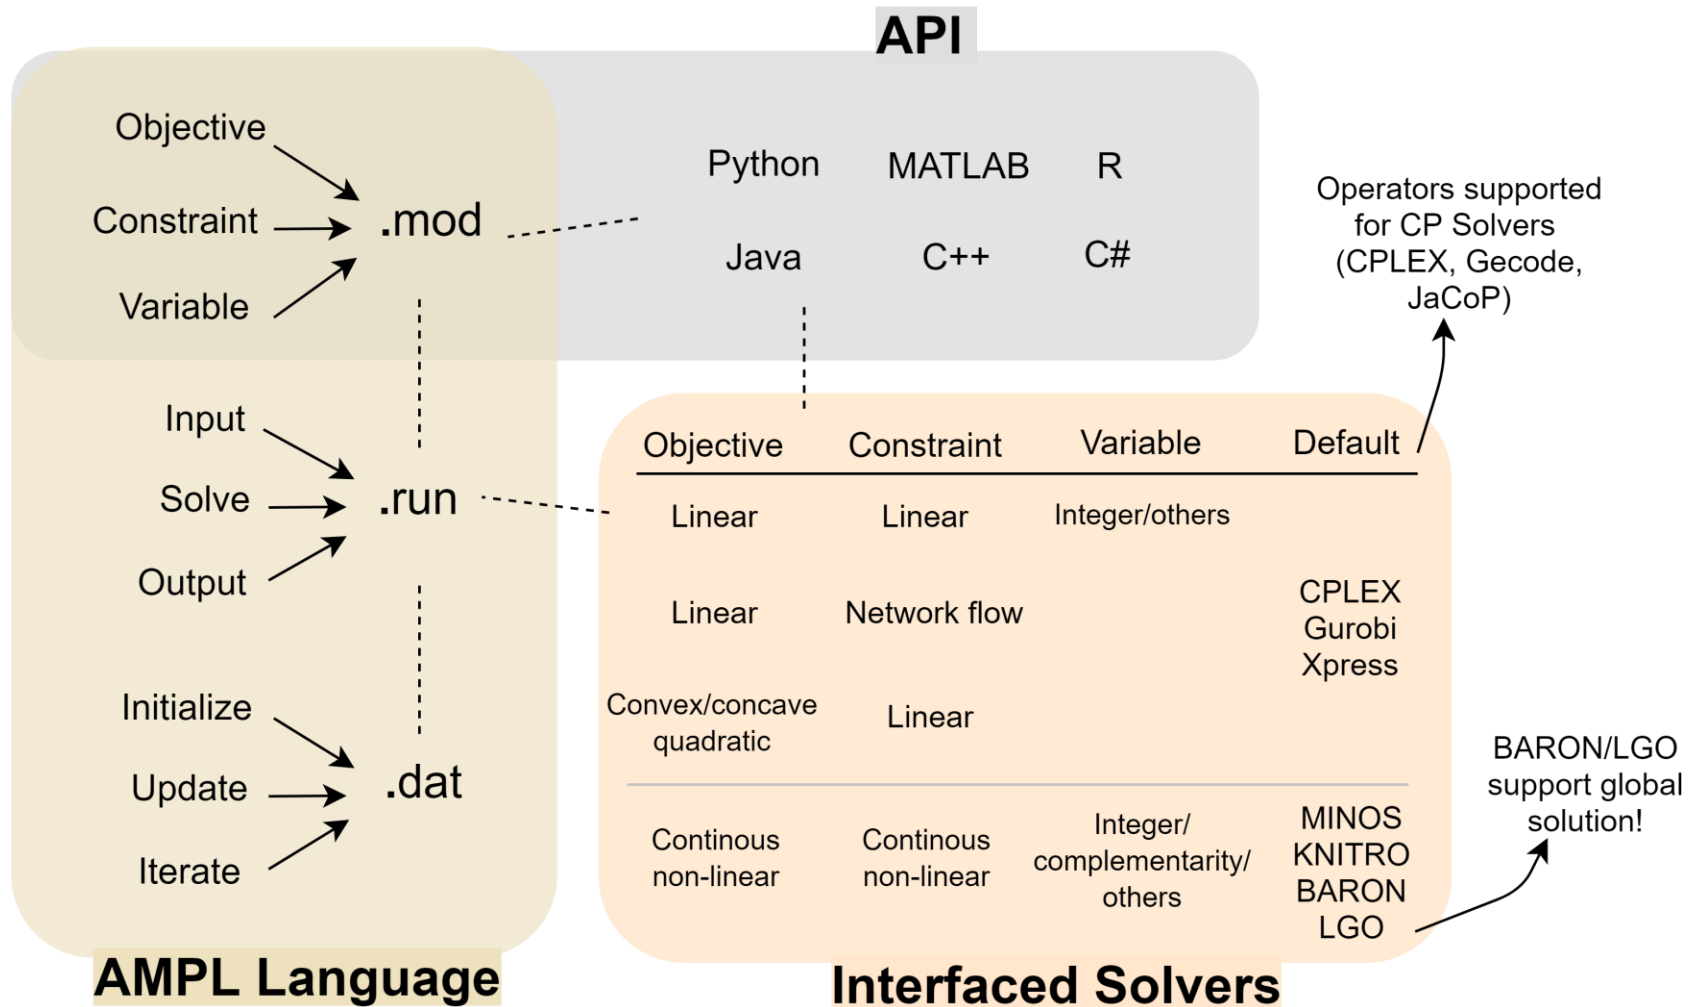 API
Objective
Constraint
Variable
.mod
Python
MATLAB
R
Java
C++
C#
Operators supported
for CP Solvers
(CPLEX, Gecode,
JaCoP)
Input
Solve
Output
.run
Initialize
Update
Iterate
.dat
AMPL Language
Objective
Constraint
Variable
Default
Linear
Linear
Integer/others
Linear
Network flow
CPLEX
Gurobi
Xpress
Convex/concave
quadratic
Linear
Continous
non-linear
Continous
non-linear
Integer/
complementarity/
others
MINOS
KNITRO
BARON
LGO
BARON/LGO
support global
solution!
Interfaced Solvers